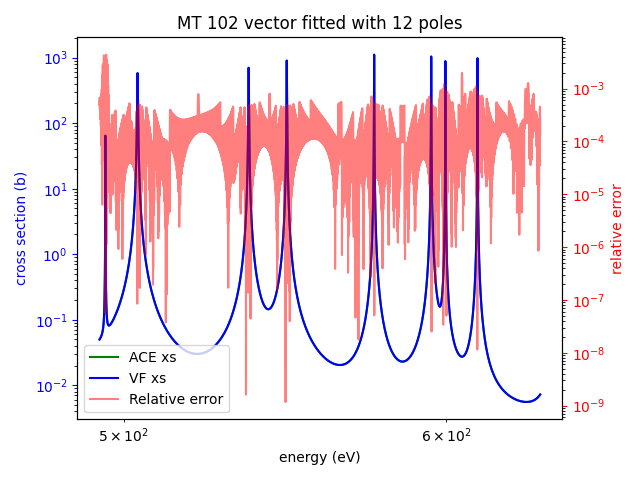 MT 102 vector fitted with 12 poles
cross section (b)
10³
10²
10¹
10⁰
10⁻¹
10⁻²
10⁻³
10⁻⁴
10⁻⁵
10⁻⁶
10⁻⁷
10⁻⁸
10⁻⁹
relative error
ACE xs
VF xs
Relative error
5 × 10²
6 × 10²
energy (eV)